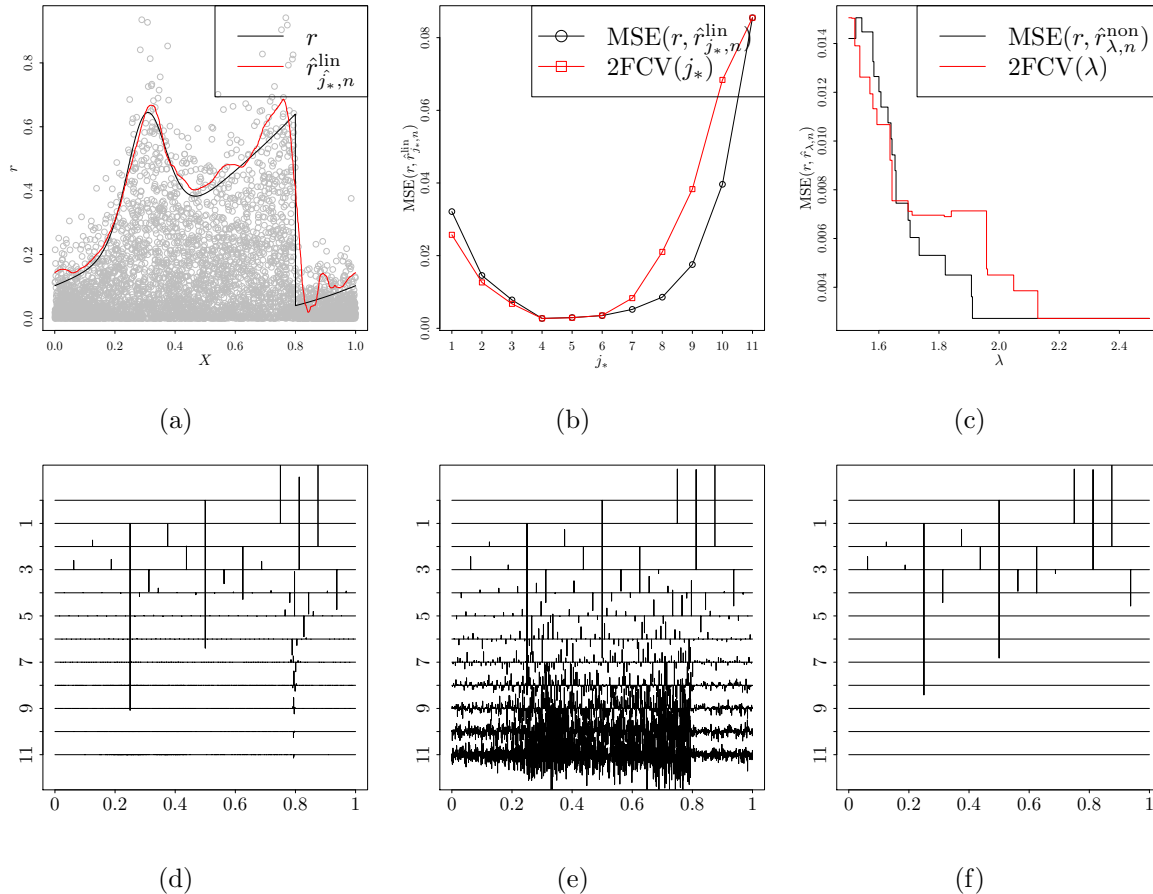 r
r̂^lin_ĵ*,n
r
0.0 0.2 0.4 0.6 0.8
0.0 0.2 0.4 0.6 0.8 1.0
X
(a)
MSE(r, r̂^lin_j*,n)
2FCV(j*)
MSE(r, r̂^lin_j*,n)
0.00 0.02 0.04 0.06 0.08
1 2 3 4 5 6 7 8 9 10 11
j*
(b)
MSE(r, r̂^non_λ,n)
2FCV(λ)
MSE(r, r̂_λ,n)
0.004 0.006 0.008 0.010 0.012 0.014
1.6 1.8 2.0 2.2 2.4
λ
(c)
1 3 5 7 9 11
0 0.2 0.4 0.6 0.8 1
(d)
1 3 5 7 9 11
0 0.2 0.4 0.6 0.8 1
(e)
1 3 5 7 9 11
0 0.2 0.4 0.6 0.8 1
(f)